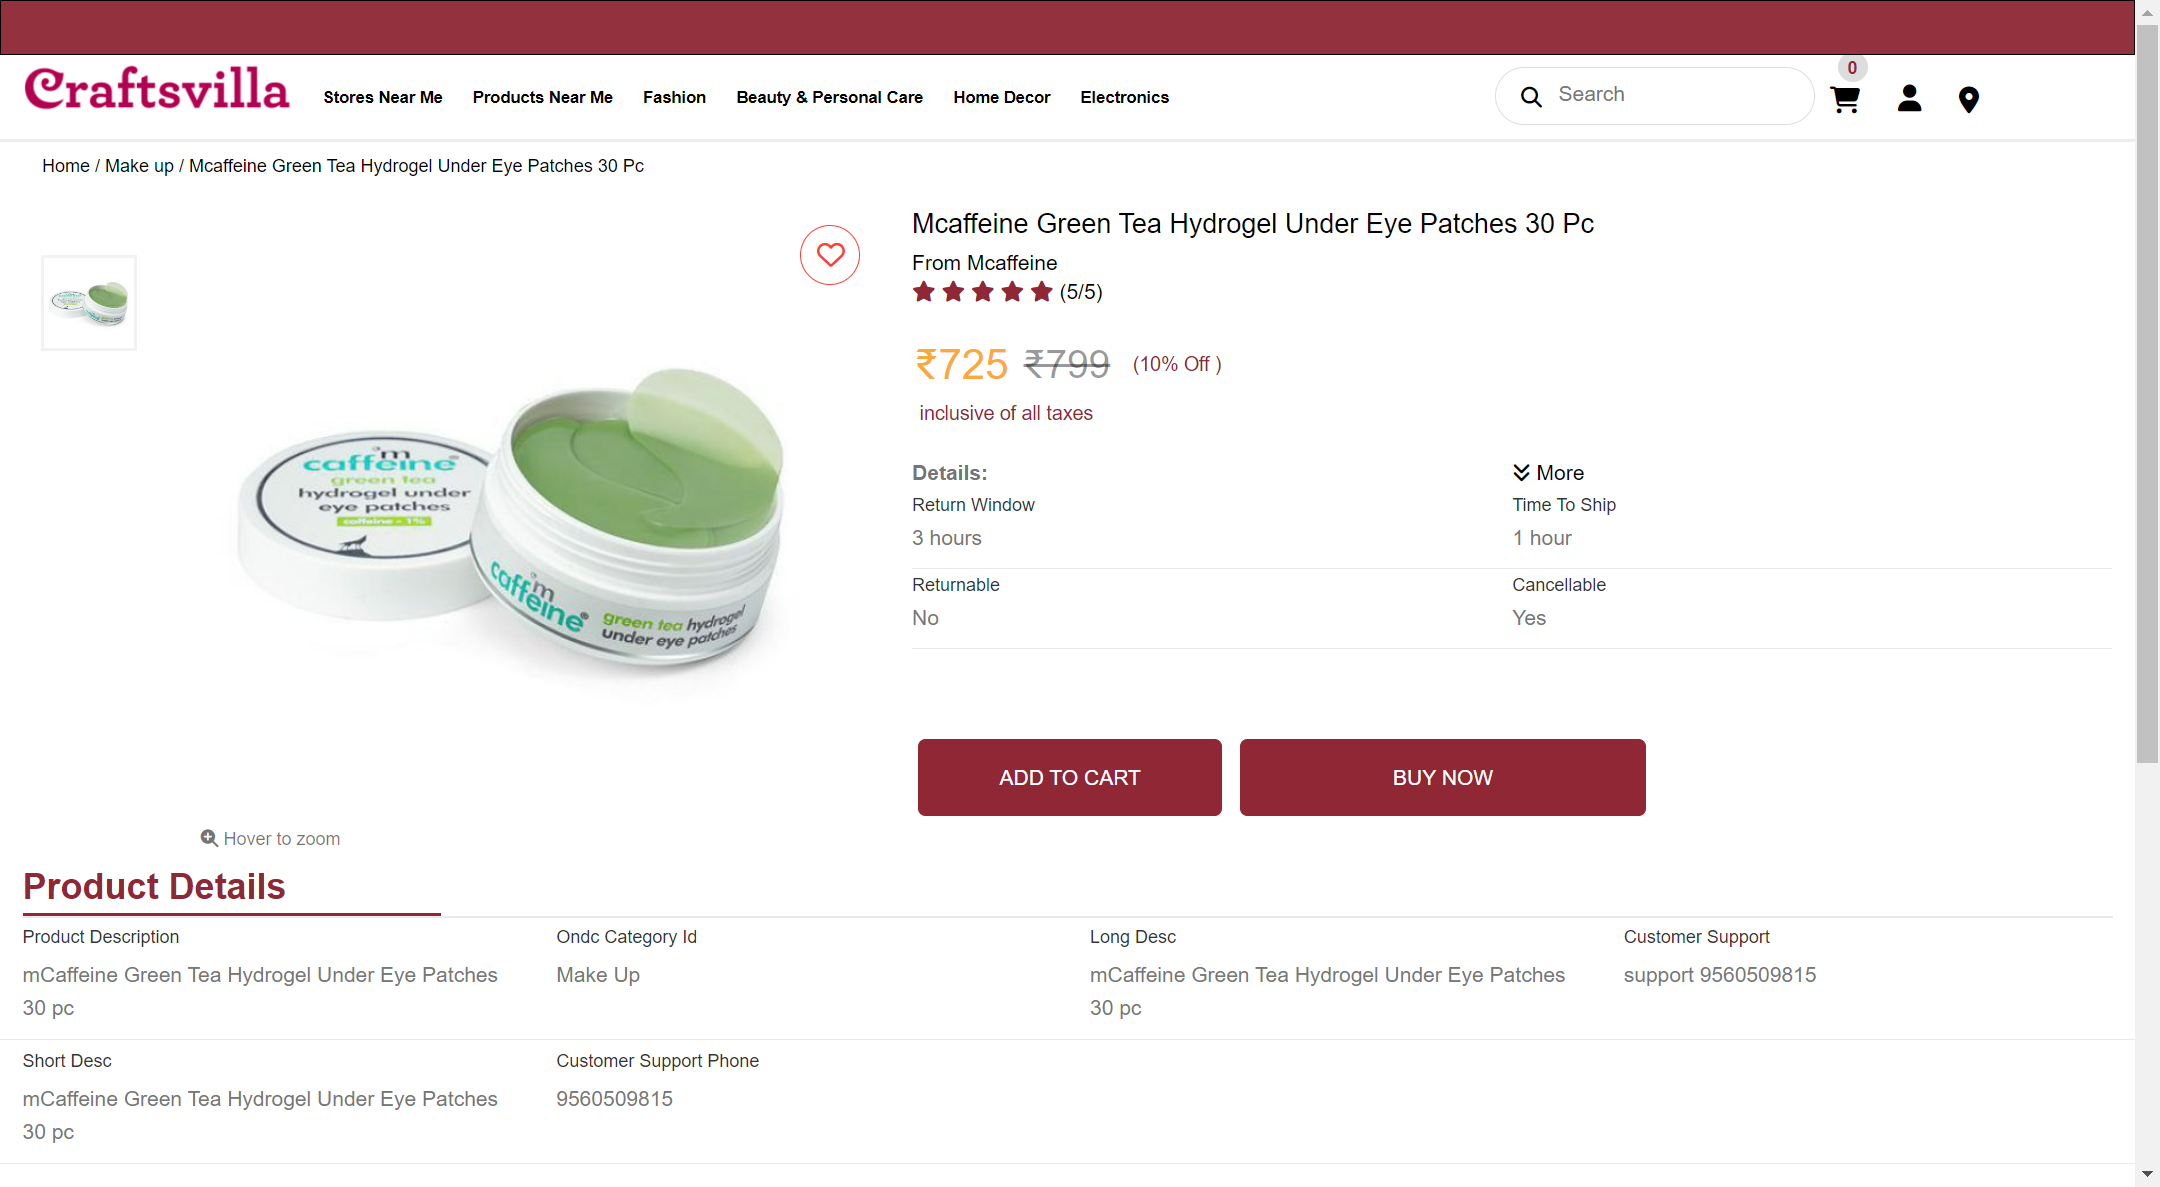 Craftsvilla
Stores Near Me
Products Near Me
Fashion
Beauty & Personal Care
Home Decor
Electronics
Search
0
Home / Make up / Mcaffeine Green Tea Hydrogel Under Eye Patches 30 Pc
Mcaffeine Green Tea Hydrogel Under Eye Patches 30 Pc
From Mcaffeine
(5/5)
₹725 ₹799 (10% Off )
inclusive of all taxes
Details:
More
Return Window
3 hours
Time To Ship
1 hour
Returnable
No
Cancellable
Yes
ADD TO CART
BUY NOW
'm
caffeine®
green tea
hydrogel under
eye patches
caffeine - 1%
'm
caffeine®
green tea hydrogel
under eye patches
Hover to zoom
Product Details
Product Description
mCaffeine Green Tea Hydrogel Under Eye Patches
30 pc
Ondc Category Id
Make Up
Long Desc
mCaffeine Green Tea Hydrogel Under Eye Patches
30 pc
Customer Support
support 9560509815
Short Desc
mCaffeine Green Tea Hydrogel Under Eye Patches
30 pc
Customer Support Phone
9560509815